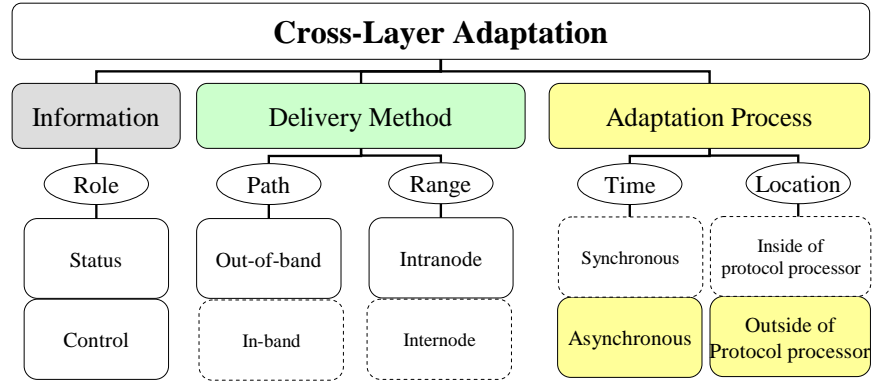 Cross-Layer Adaptation
Information
Delivery Method
Adaptation Process
Role
Path
Range
Time
Location
Status
Out-of-band
Intranode
Synchronous
Inside of
protocol processor
Control
In-band
Internode
Asynchronous
Outside of
Protocol processor